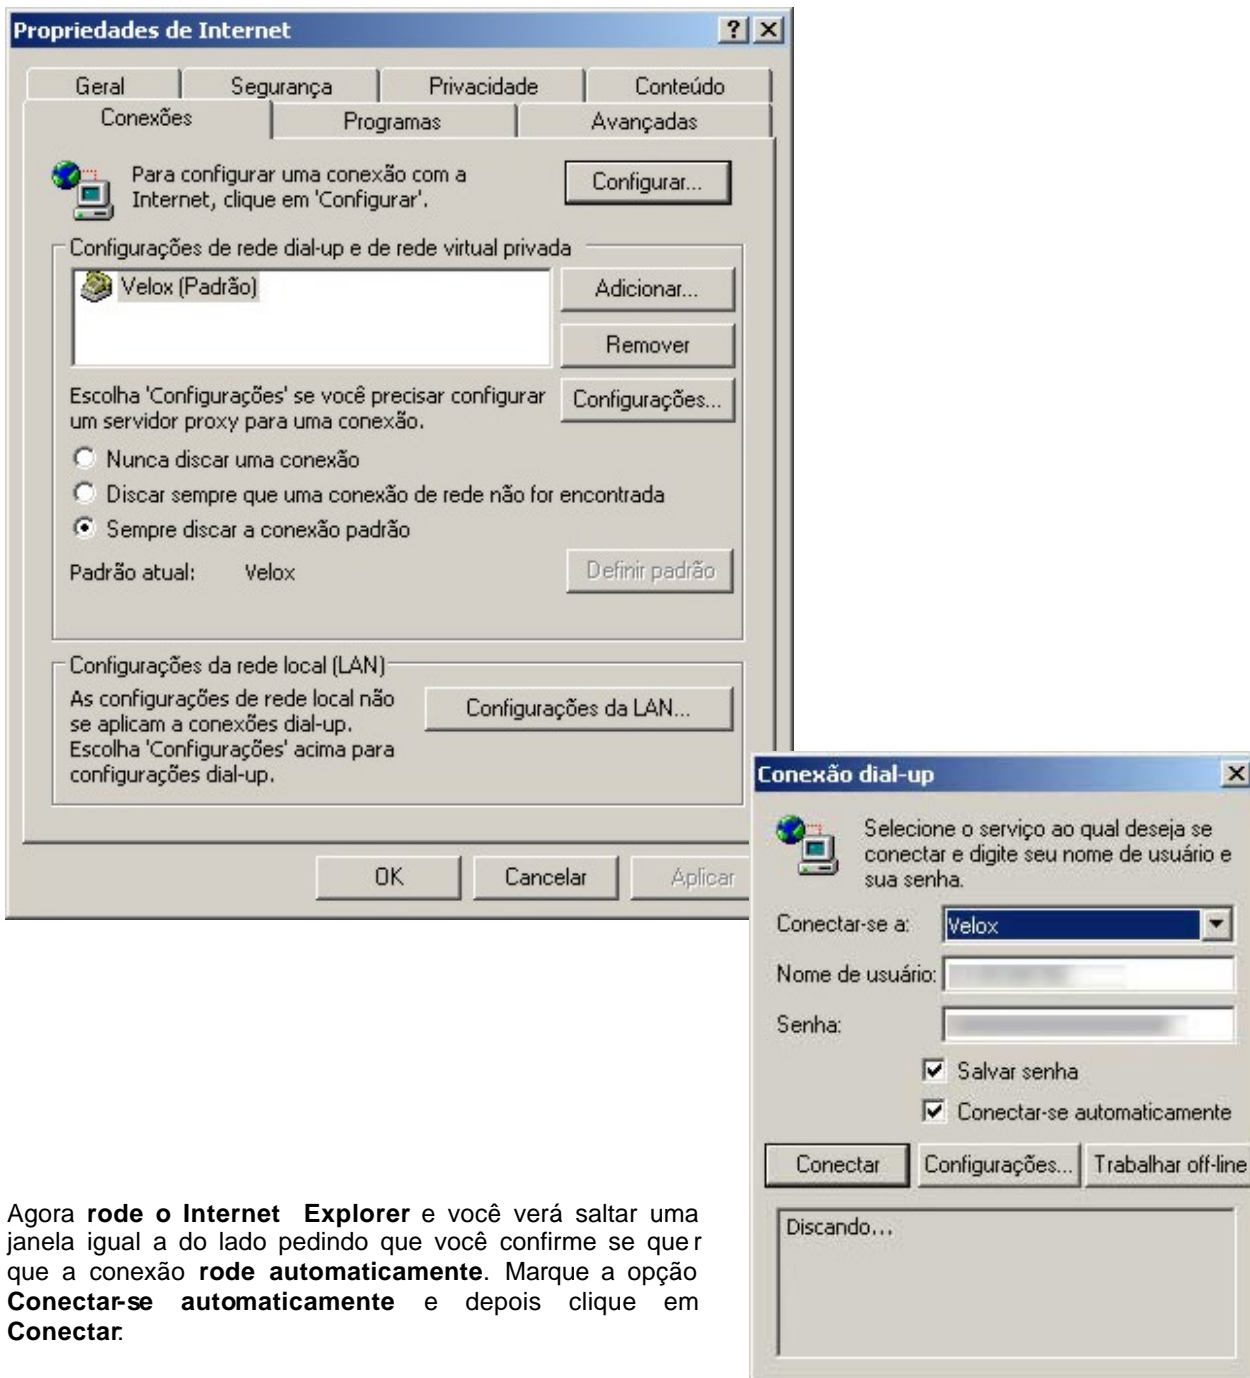 Propriedades de Internet
Geral
Segurança
Privacidade
Conteúdo
Conexões
Programas
Avançadas
Para configurar uma conexão com a
Internet, clique em 'Configurar'.
Configurar...
Configurações de rede dial-up e de rede virtual privada
Velox (Padrão)
Adicionar...
Remover
Escolha 'Configurações' se você precisar configurar
um servidor proxy para uma conexão.
Configurações...
Nunca discar uma conexão
Discar sempre que uma conexão de rede não for encontrada
Sempre discar a conexão padrão
Padrão atual: Velox
Definir padrão
Configurações da rede local (LAN)
As configurações de rede local não
se aplicam a conexões dial-up.
Escolha 'Configurações' acima para
configurações dial-up.
Configurações da LAN...
OK
Cancelar
Aplicar
Conexão dial-up
Selecione o serviço ao qual deseja se
conectar e digite seu nome de usuário e
sua senha.
Conectar-se a: Velox
Nome de usuário:
Senha:
Salvar senha
Conectar-se automaticamente
Conectar
Configurações...
Trabalhar off-line
Discando...
Agora rode o Internet Explorer e você verá saltar uma
janela igual a do lado pedindo que você confirme se quer
que a conexão rode automaticamente. Marque a opção
Conectar-se automaticamente e depois clique em
Conectar: